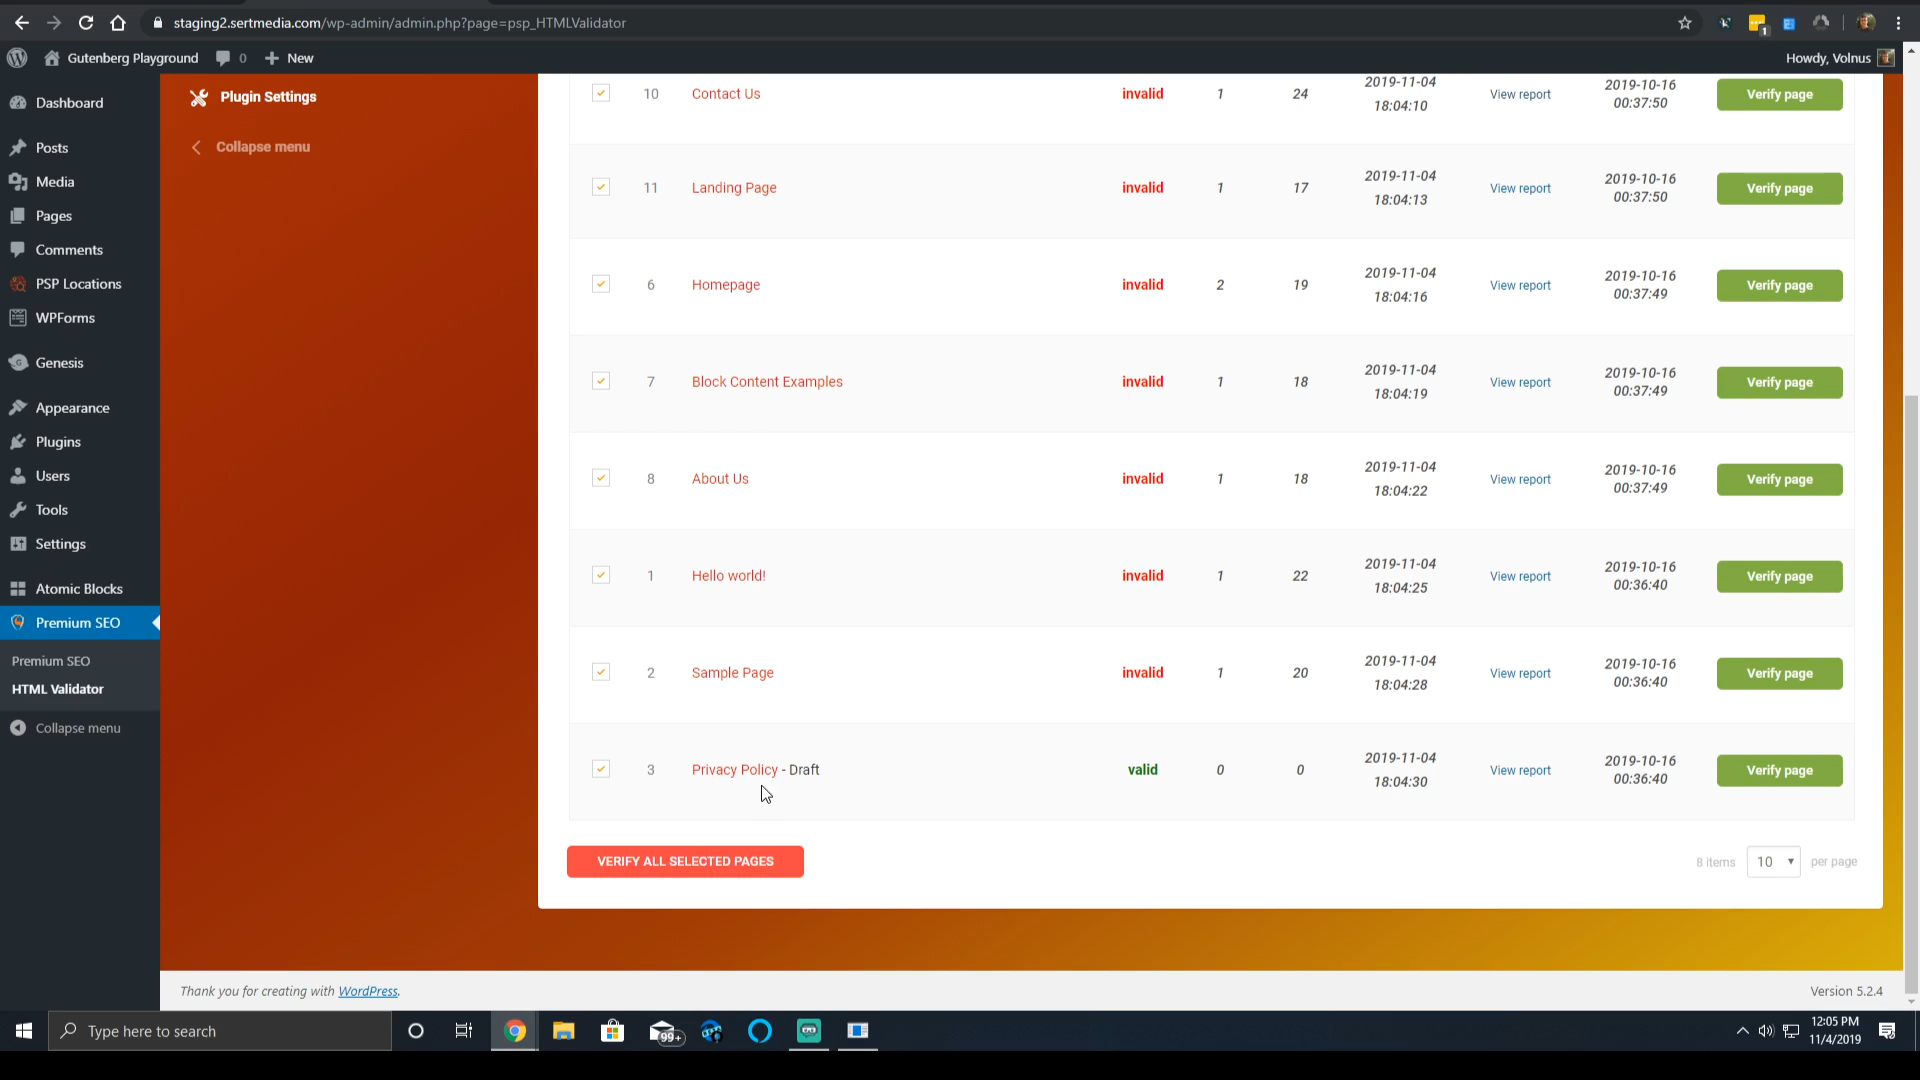 staging2.sertmedia.com/wp-admin/admin.php?page=psp_HTMLValidator
1
Gutenberg Playground 0 New Howdy, Volnus
Dashboard
Posts
Media
Pages
Comments
PSP Locations
WPForms
Genesis
Appearance
Plugins
Users
Tools
Settings
Atomic Blocks
Premium SEO
Premium SEO
HTML Validator
Collapse menu
Plugin Settings
Collapse menu
10 Contact Us invalid 1 24 2019-11-04 18:04:10 View report 2019-10-16 00:37:50 Verify page
11 Landing Page invalid 1 17 2019-11-04 18:04:13 View report 2019-10-16 00:37:50 Verify page
6 Homepage invalid 2 19 2019-11-04 18:04:16 View report 2019-10-16 00:37:49 Verify page
7 Block Content Examples invalid 1 18 2019-11-04 18:04:19 View report 2019-10-16 00:37:49 Verify page
8 About Us invalid 1 18 2019-11-04 18:04:22 View report 2019-10-16 00:37:49 Verify page
1 Hello world! invalid 1 22 2019-11-04 18:04:25 View report 2019-10-16 00:36:40 Verify page
2 Sample Page invalid 1 20 2019-11-04 18:04:28 View report 2019-10-16 00:36:40 Verify page
3 Privacy Policy - Draft valid 0 0 2019-11-04 18:04:30 View report 2019-10-16 00:36:40 Verify page
VERIFY ALL SELECTED PAGES 8 items 10 per page
Thank you for creating with WordPress. Version 5.2.4
Type here to search 99+ 12:05 PM
11/4/2019